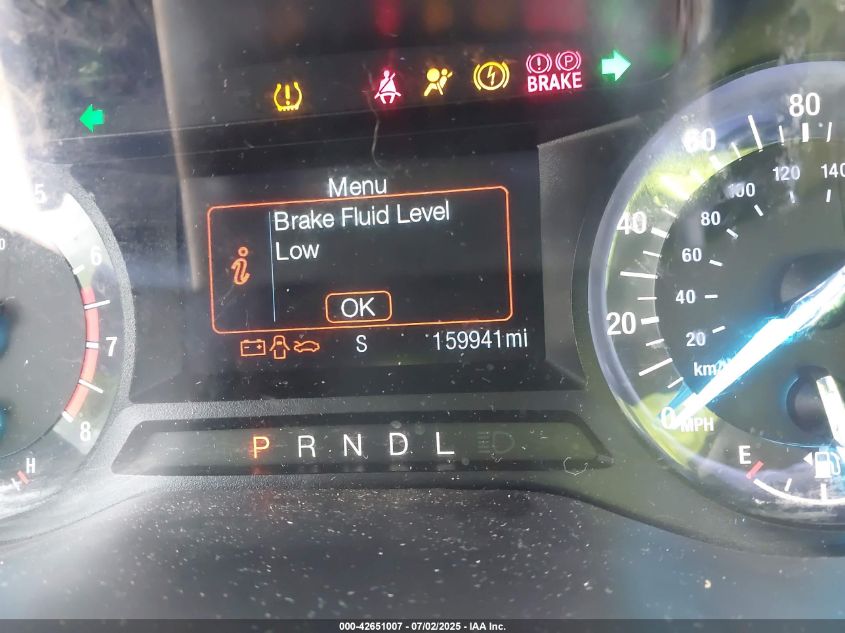 BRAKE
Menu
Brake Fluid Level
Low
OK
S 159941mi
P R N D L
5
6
7
8
H
0 20 40 60 80
20 40 60 80 100 120 140
km/
MPH
E
000-42651007 - 07/02/2025 - IAA Inc.